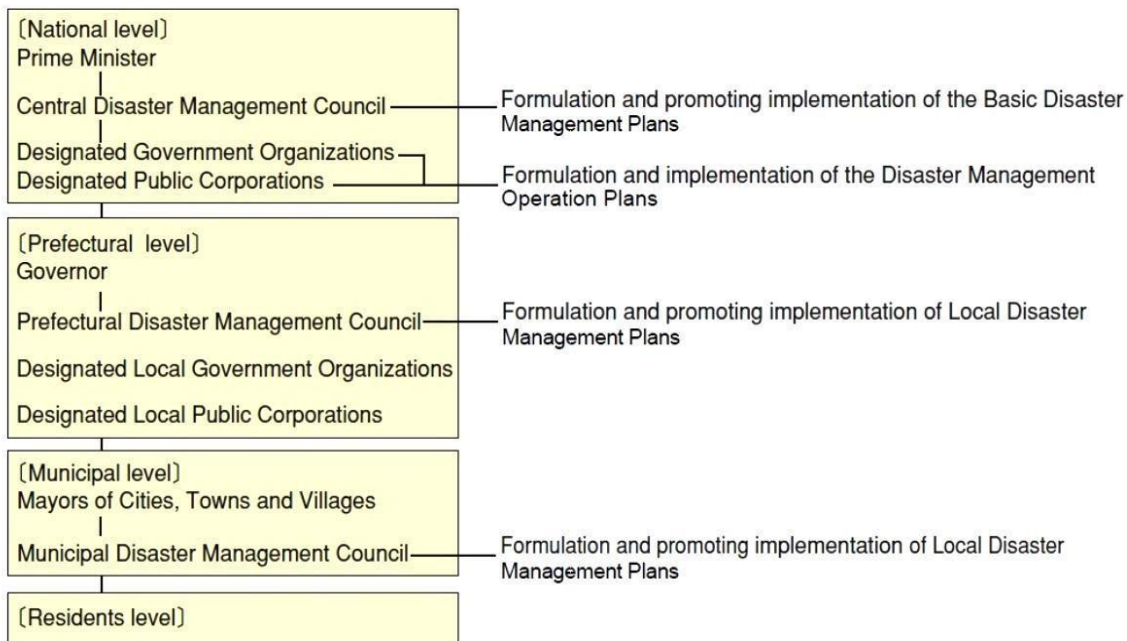 〔National level〕
Prime Minister
Central Disaster Management Council
Formulation and promoting implementation of the Basic Disaster
Management Plans
Designated Government Organizations
Designated Public Corporations
Formulation and implementation of the Disaster Management
Operation Plans
〔Prefectural level〕
Governor
Prefectural Disaster Management Council
Formulation and promoting implementation of Local Disaster
Management Plans
Designated Local Government Organizations
Designated Local Public Corporations
〔Municipal level〕
Mayors of Cities, Towns and Villages
Municipal Disaster Management Council
Formulation and promoting implementation of Local Disaster
Management Plans
〔Residents level〕